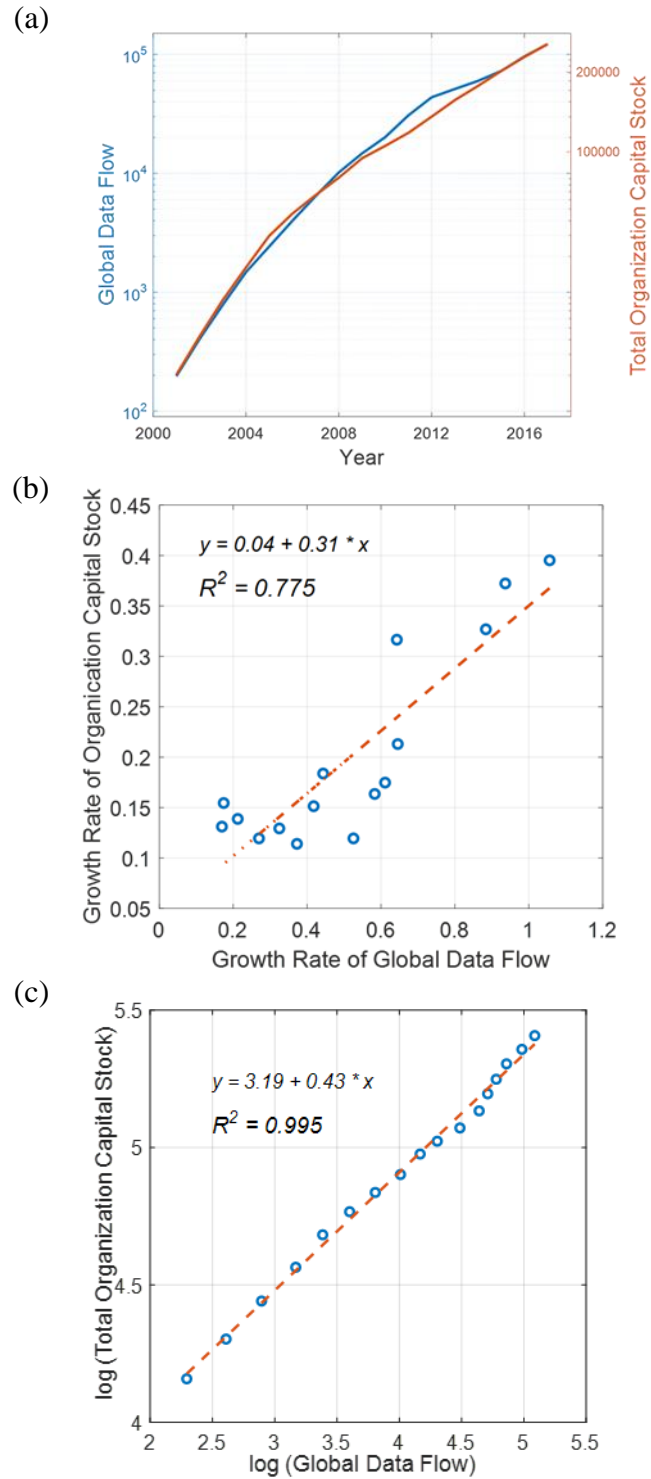 (a)
10^5
10^4
10^3
10^2
Global Data Flow
200000
100000
Total Organization Capital Stock
2000 2004 2008 2012 2016
Year
(b)
0.45
0.4
0.35
0.3
0.25
0.2
0.15
0.1
0.05
Growth Rate of Organication Capital Stock
y = 0.04 + 0.31 * x
R^2 = 0.775
0 0.2 0.4 0.6 0.8 1 1.2
Growth Rate of Global Data Flow
(c)
5.5
5
4.5
4
log (Total Organization Capital Stock)
y = 3.19 + 0.43 * x
R^2 = 0.995
2 2.5 3 3.5 4 4.5 5 5.5
log (Global Data Flow)